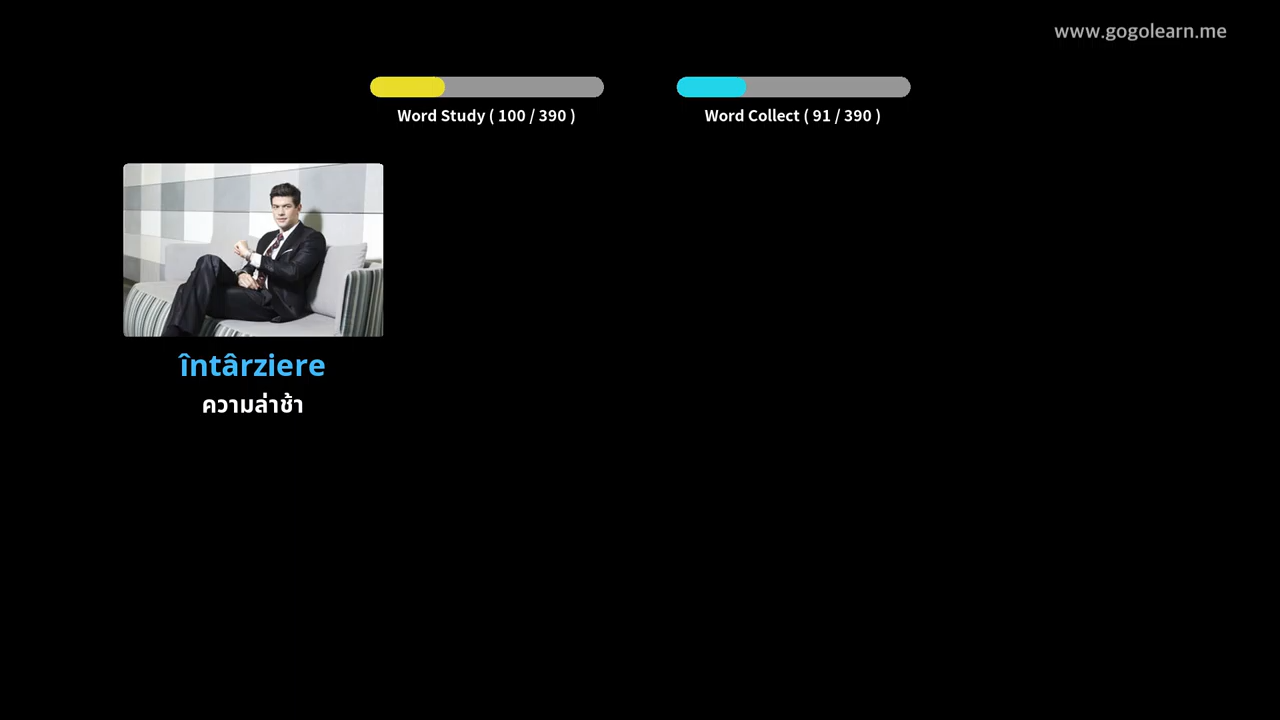 www.gogolearn.me
Word Study ( 100 / 390 )
Word Collect ( 91 / 390 )
întârziere
ความล่าช้า